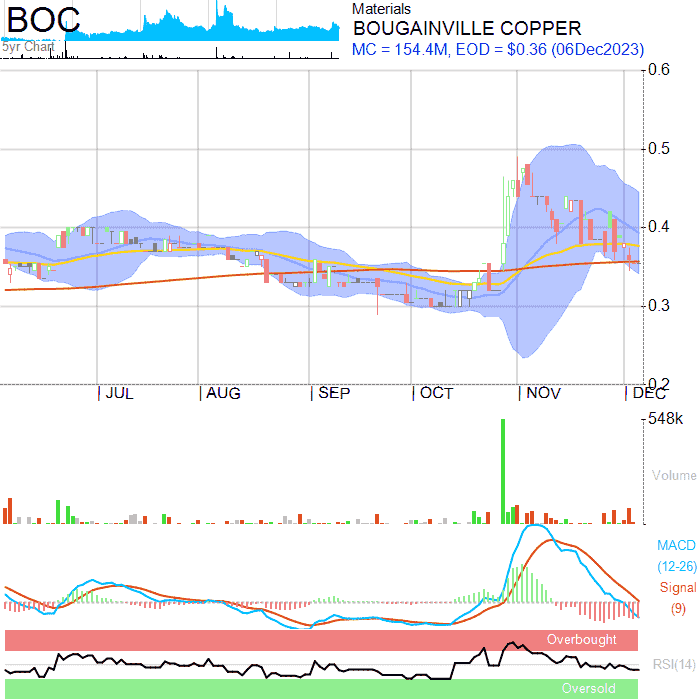 BOC
5yr Chart
Materials
BOUGAINVILLE COPPER
MC = 154.4M, EOD = $0.36 (06Dec2023)
0.6
0.5
0.4
0.3
0.2
JUL AUG SEP OCT NOV DEC
548k
Volume
MACD
(12-26)
Signal
(9)
Overbought
RSI(14)
Oversold